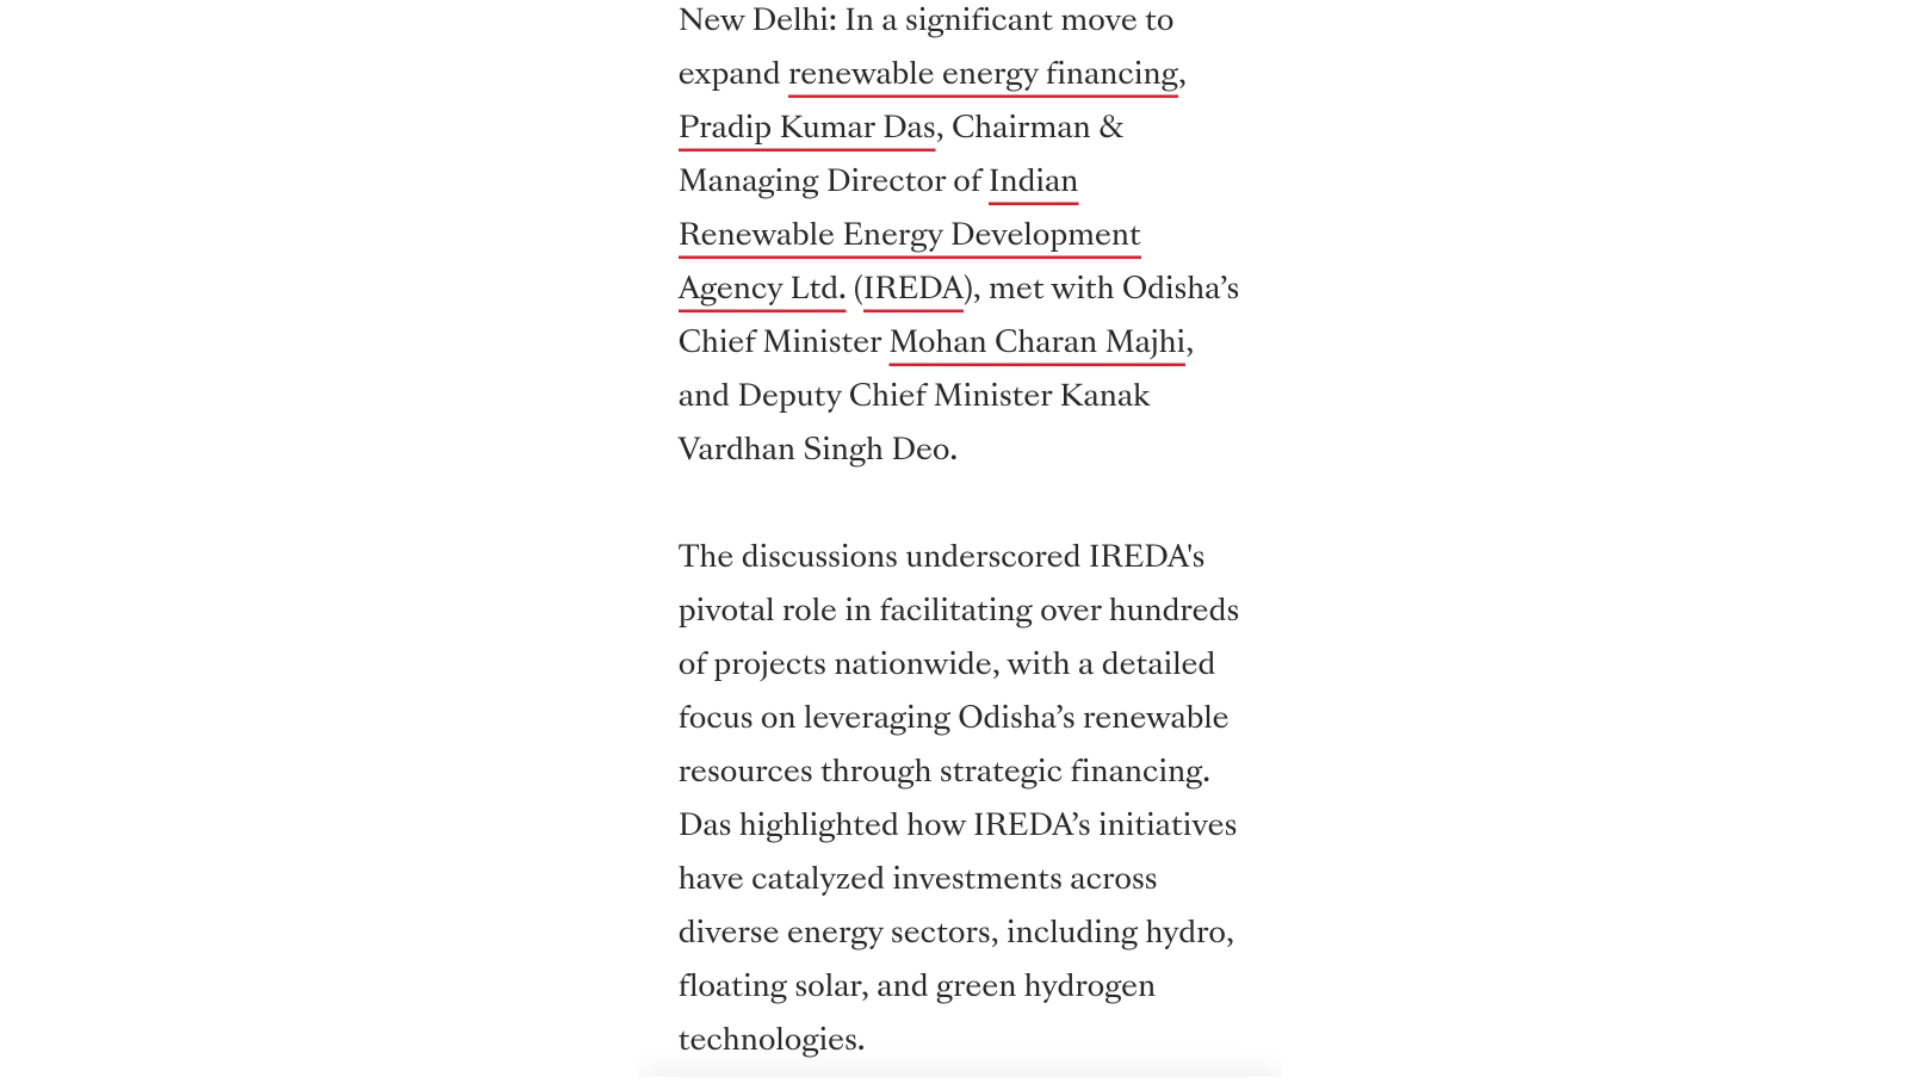 New Delhi: In a significant move to
expand renewable energy financing,
Pradip Kumar Das, Chairman &
Managing Director of Indian
Renewable Energy Development
Agency Ltd. (IREDA), met with Odisha’s
Chief Minister Mohan Charan Majhi,
and Deputy Chief Minister Kanak
Vardhan Singh Deo.
The discussions underscored IREDA's
pivotal role in facilitating over hundreds
of projects nationwide, with a detailed
focus on leveraging Odisha’s renewable
resources through strategic financing.
Das highlighted how IREDA’s initiatives
have catalyzed investments across
diverse energy sectors, including hydro,
floating solar, and green hydrogen
technologies.